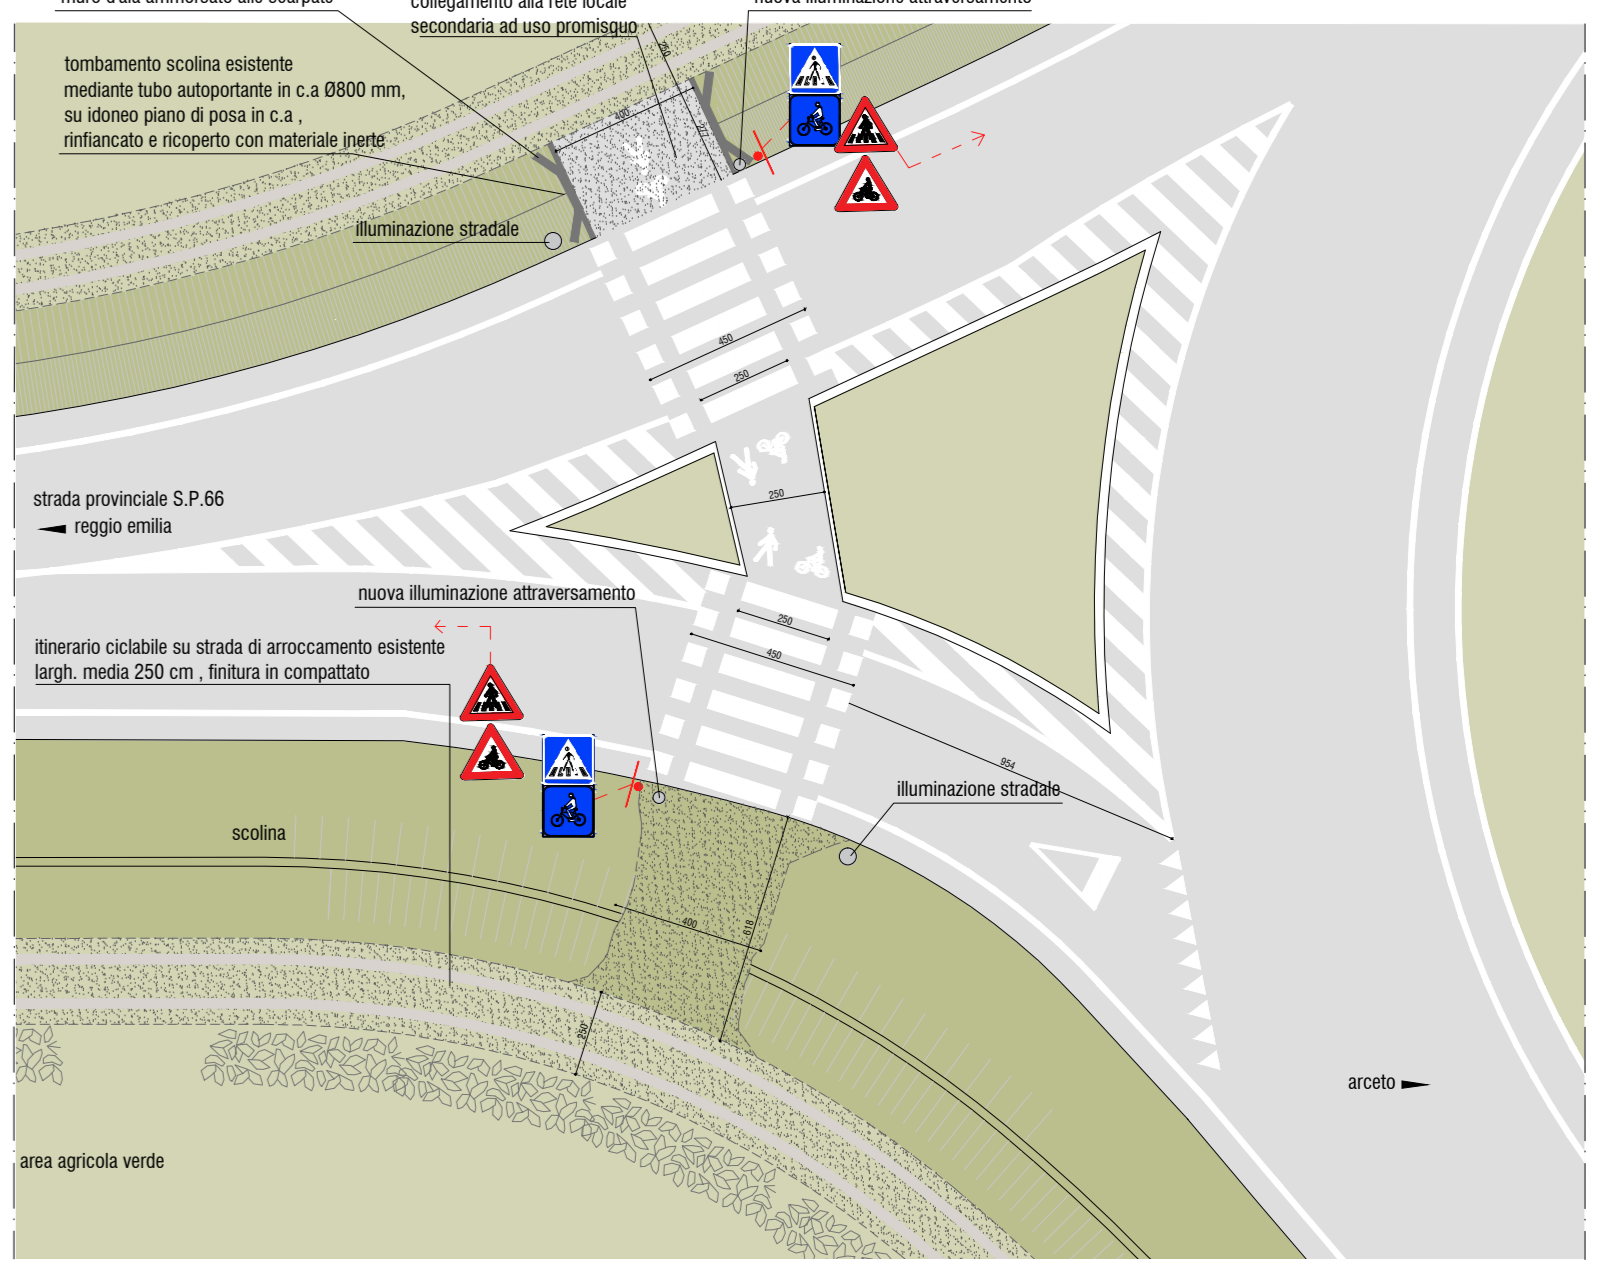 muro d'ala ammorsato alle scarpate
collegamento alla rete locale
secondaria ad uso promisquo
nuova illuminazione attraversamento
tombamento scolina esistente
mediante tubo autoportante in c.a Ø800 mm,
su idoneo piano di posa in c.a ,
rinfiancato e ricoperto con materiale inerte
250
400
illuminazione stradale
450
250
250
strada provinciale S.P.66
reggio emilia
nuova illuminazione attraversamento
250
450
itinerario ciclabile su strada di arroccamento esistente
largh. media 250 cm , finitura in compattato
954
illuminazione stradale
scolina
400
618
250
arceto
area agricola verde